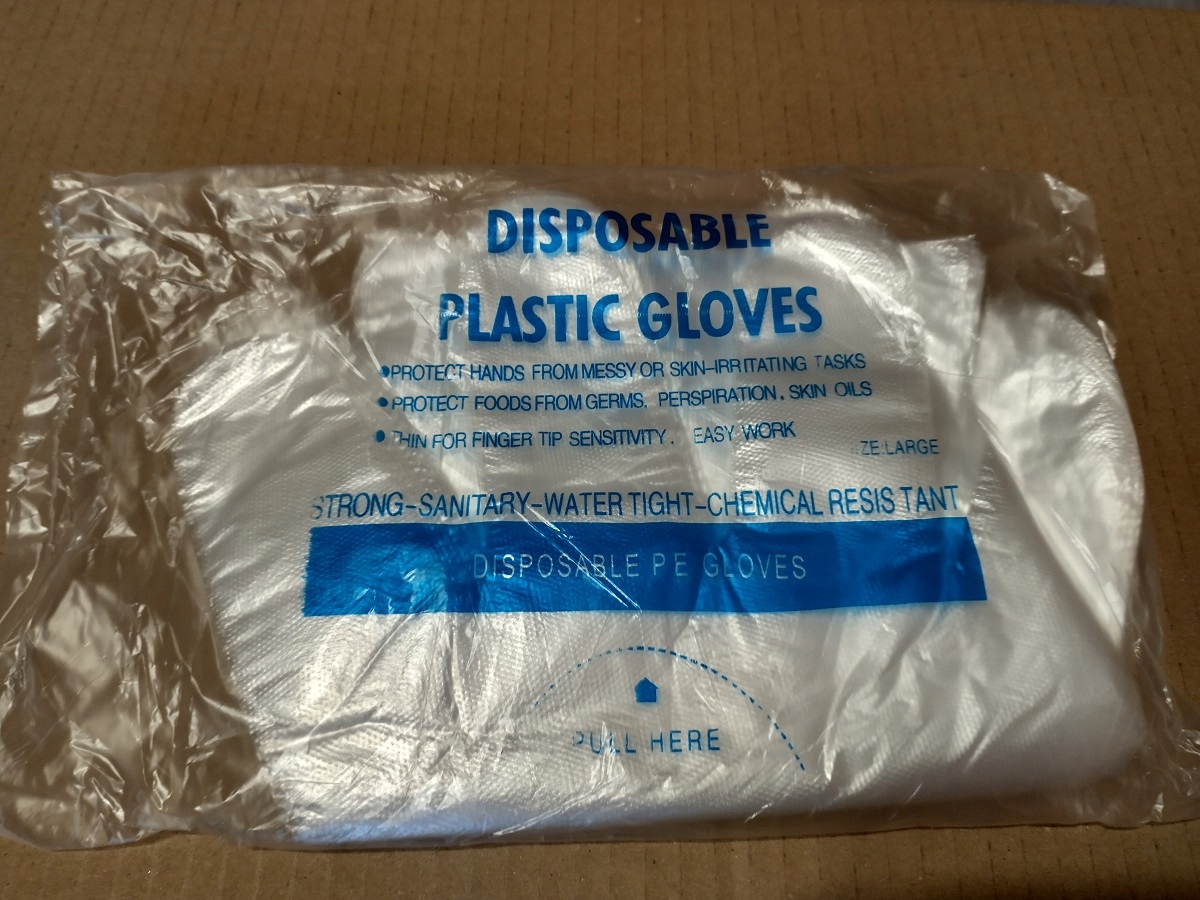 DISPOSABLE
PLASTIC GLOVES
•PROTECT HANDS FROM MESSY OR SKIN-IRRITATING TASKS
•PROTECT FOODS FROM GERMS. PERSPIRATION. SKIN OILS
•THIN FOR FINGER TIP SENSITIVITY. EASY WORK
ZE:LARGE
STRONG-SANITARY-WATER TIGHT-CHEMICAL RESIS TANT
DISPOSABLE PE GLOVES
PULL HERE